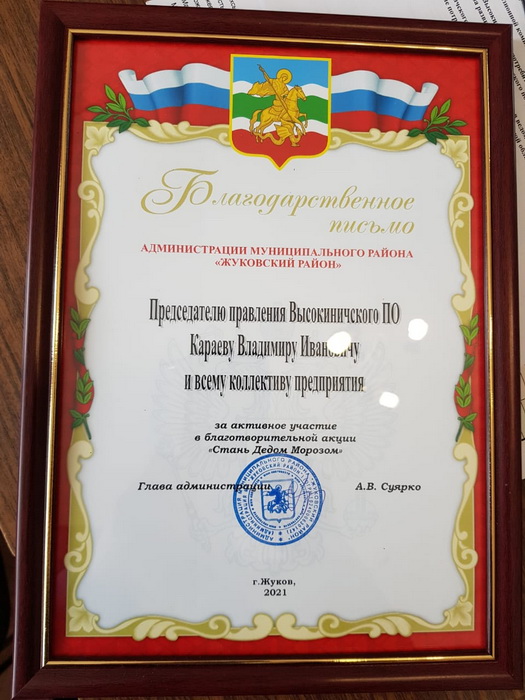 Благодарственное
письмо
АДМИНИСТРАЦИИ МУНИЦИПАЛЬНОГО РАЙОНА
«ЖУКОВСКИЙ РАЙОН»
Председателю правления Высокиничского ПО
Караеву Владимиру Ивановичу
и всему коллективу предприятия
за активное участие
в благотворительной акции
«Стань Дедом Морозом»
Глава администрации А.В. Суярко
г.Жуков,
2021